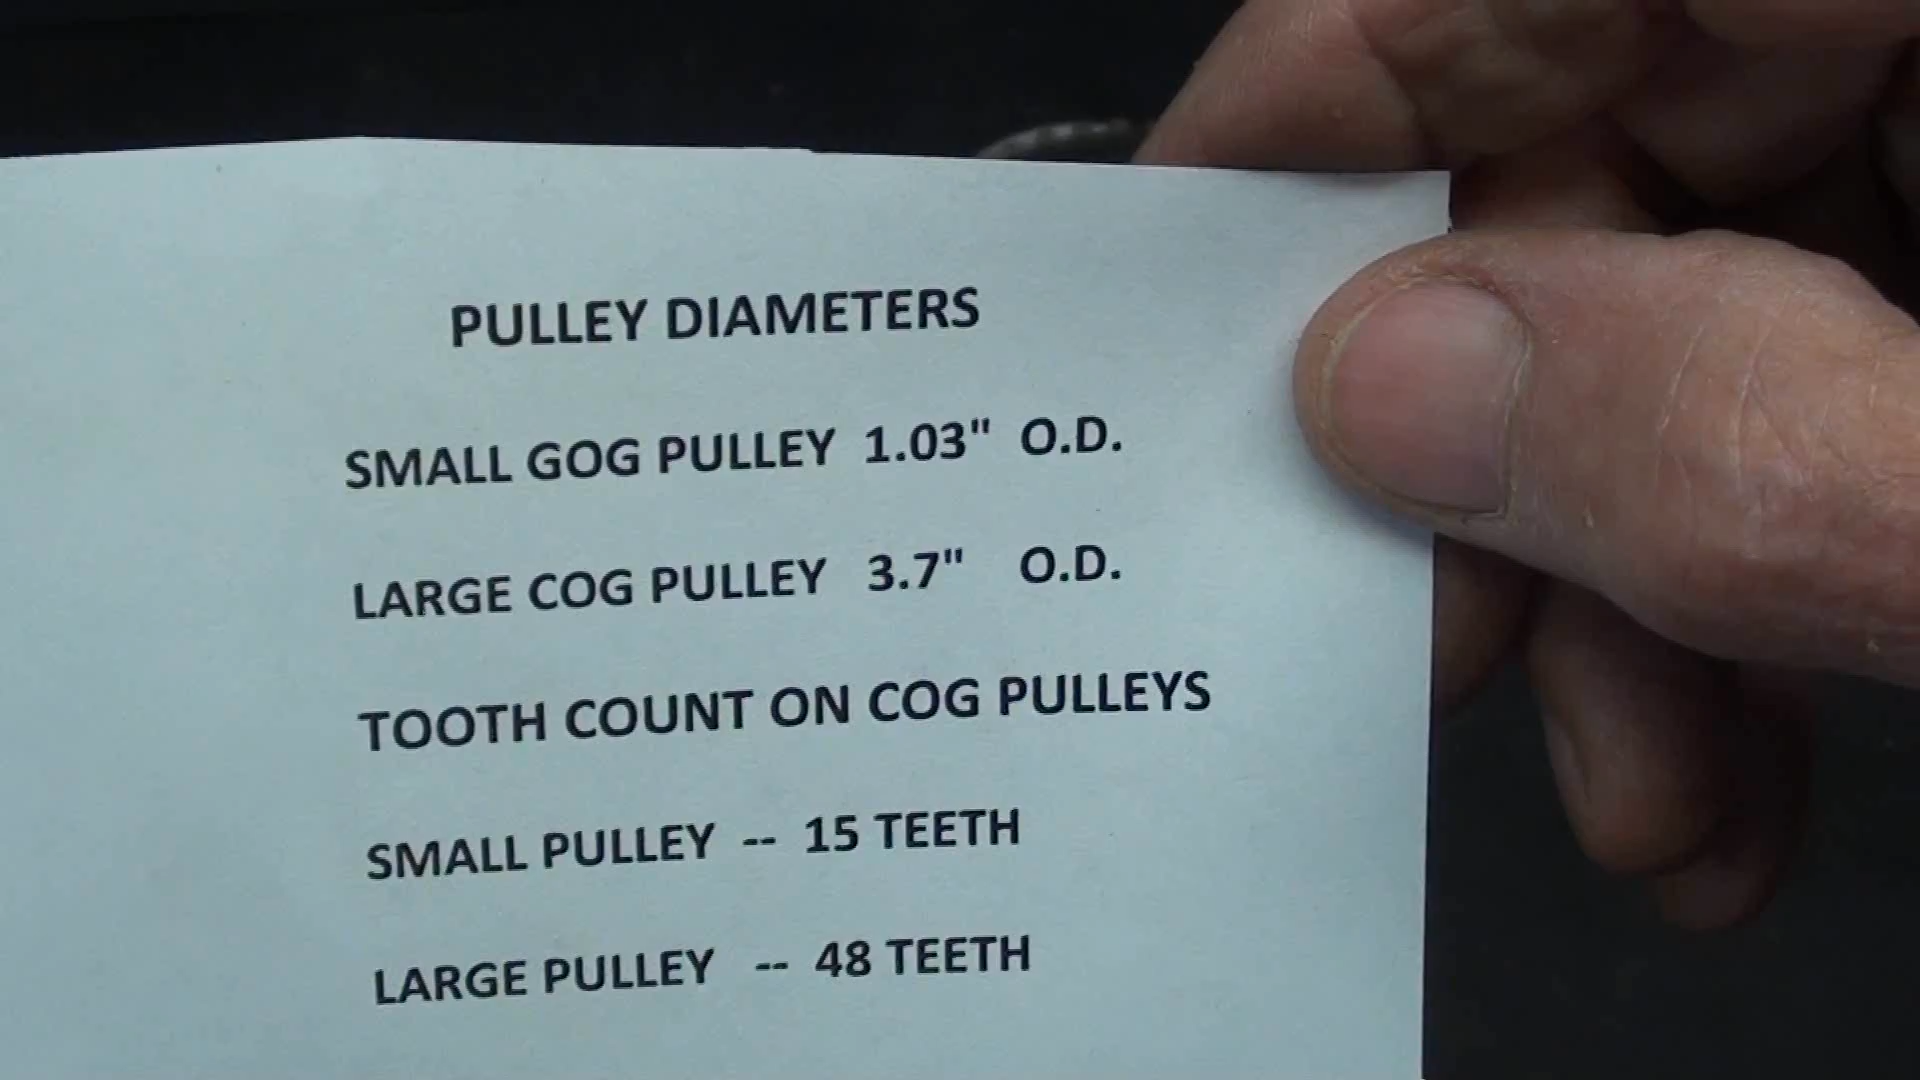 PULLEY DIAMETERS
SMALL GOG PULLEY 1.03" O.D.
LARGE COG PULLEY 3.7" O.D.
TOOTH COUNT ON COG PULLEYS
SMALL PULLEY -- 15 TEETH
LARGE PULLEY -- 48 TEETH